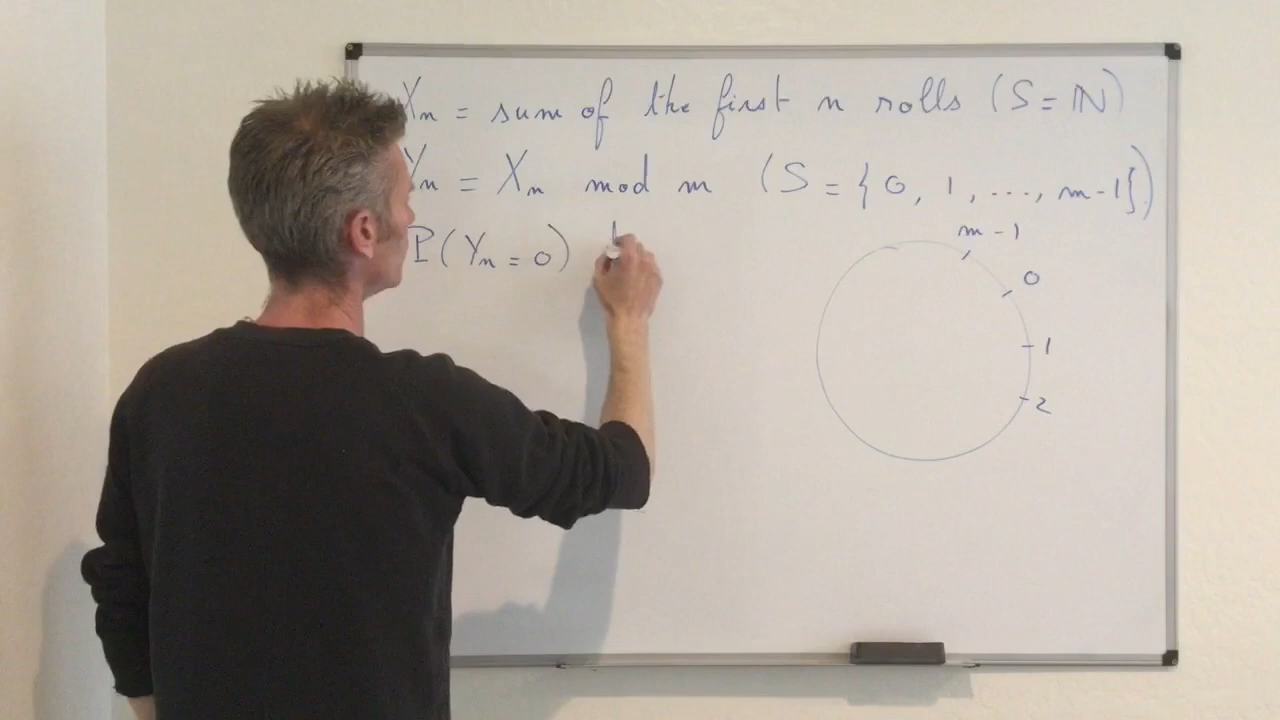 Xn = sum of the first n rolls (S = ℕ)
Yn = Xn mod m (S = {0, 1, ..., m-1})
P(Yn = 0)
m-1
0
1
2